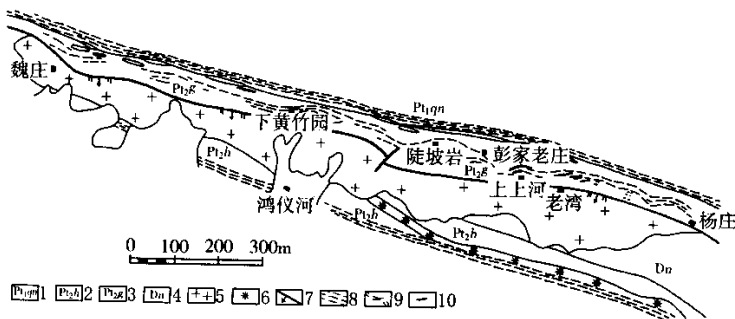 魏庄
Pt₂g
Pt₁qn
下黄竹园
陡坡岩
彭家老庄
Pt₂h
Pt₂g
上上河
老湾
鸿仪河
杨庄
Pt₂h
Pt₂h
Dn
0 100 300m
Pt₁qn 1 Pt₂h 2 Pt₂g 3 Dn 4 5 6 7 8 9 10